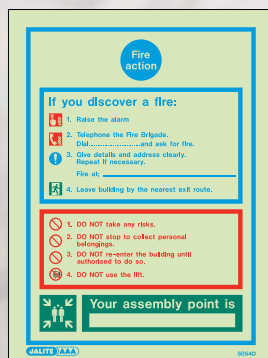 Fire
action
If you discover a fire:
1. Raise the alarm
2. Telephone the Fire Brigade.
Dial......................and ask for fire.
3. Give details and address clearly.
Repeat if necessary.
Fire at:
4. Leave building by the nearest exit route.
1. DO NOT take any risks.
2. DO NOT stop to collect personal
belongings.
3. DO NOT re-enter the building until
authorised to do so.
4. DO NOT use the lift.
Your assembly point is
JALITE AAA
5054D